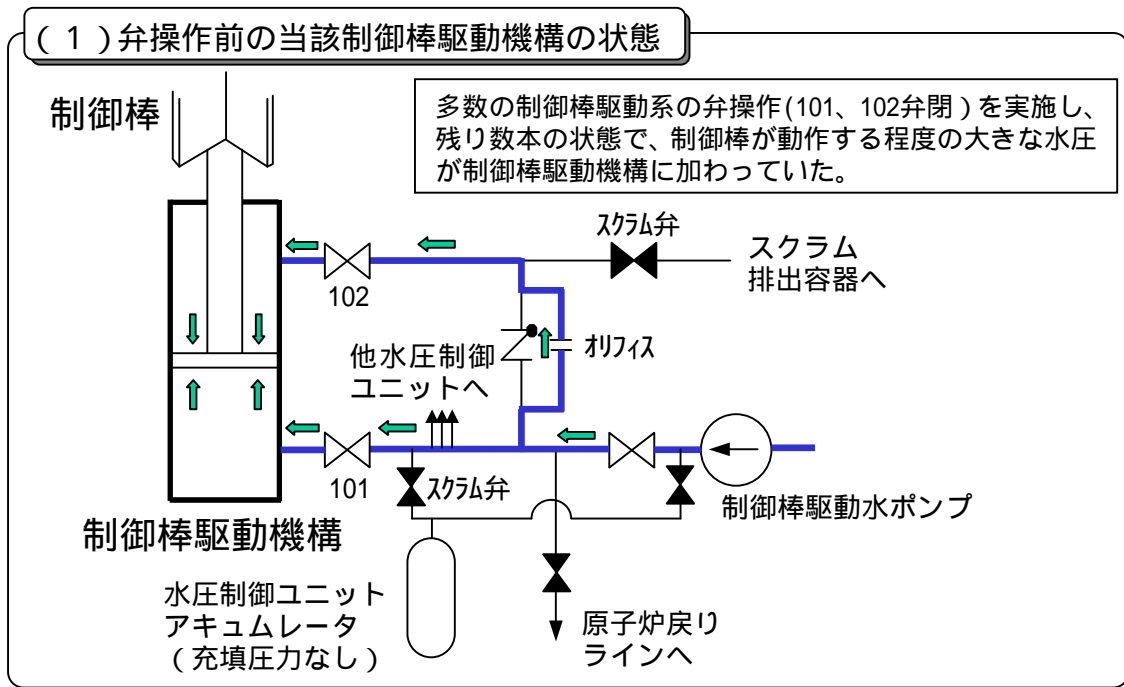 (1)弁操作前の当該制御棒駆動機構の状態
制御棒
多数の制御棒駆動系の弁操作(101、102弁閉)を実施し、
残り数本の状態で、制御棒が動作する程度の大きな水圧
が制御棒駆動機構に加わっていた。
スクラム弁
スクラム
排出容器へ
102
オリフィス
他水圧制御
ユニットへ
101
スクラム弁
制御棒駆動水ポンプ
制御棒駆動機構
水圧制御ユニット
アキュムレータ
(充填圧力なし)
原子炉戻り
ラインへ